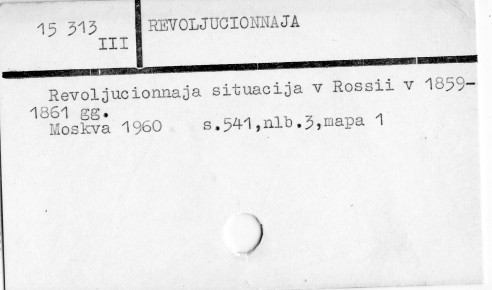 15 313
III
REVOLJUCIONNAJA
Revoljucionnaja situacija v Rossii v 1859-
1861 gg.
Moskva 1960 s.541,nlb.3,mapa 1